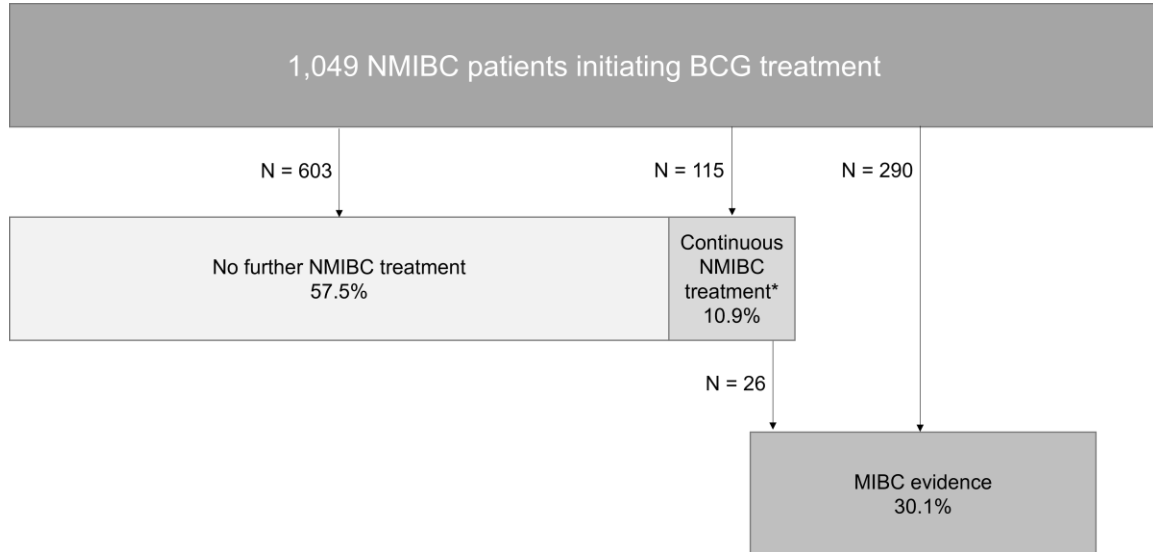 1,049 NMIBC patients initiating BCG treatment
N = 603
N = 115
N = 290
No further NMIBC treatment
57.5%
Continuous
NMIBC
treatment*
10.9%
N = 26
MIBC evidence
30.1%